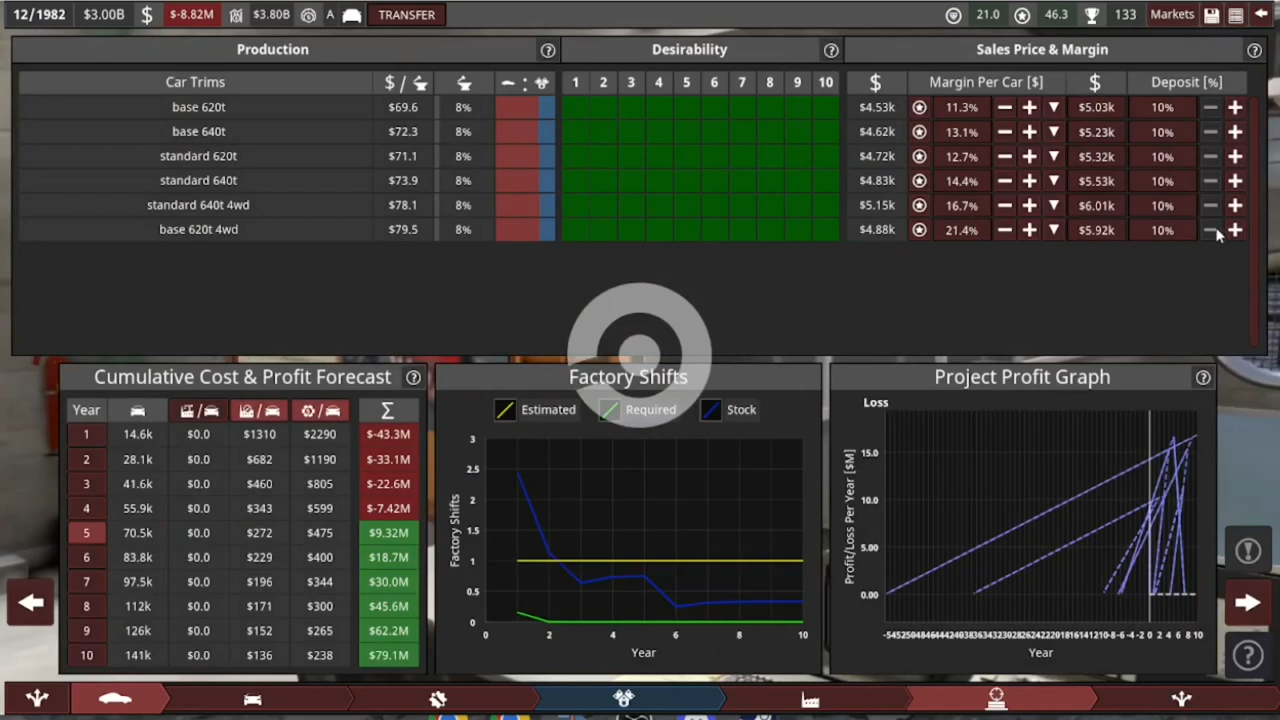 12/1982 $3.00B $ $-8.82M $3.80B A TRANSFER 21.0 46.3 133 Markets
Production ? Desirability ? Sales Price & Margin ?
Car Trims $ / : 1 2 3 4 5 6 7 8 9 10 $ Margin Per Car [$] $ Deposit [%]
base 620t $69.6 8% $4.53k 11.3% $5.03k 10%
base 640t $72.3 8% $4.62k 13.1% $5.23k 10%
standard 620t $71.1 8% $4.72k 12.7% $5.32k 10%
standard 640t $73.9 8% $4.83k 14.4% $5.53k 10%
standard 640t 4wd $78.1 8% $5.15k 16.7% $6.01k 10%
base 620t 4wd $79.5 8% $4.88k 21.4% $5.92k 10%
Cumulative Cost & Profit Forecast ?
Year / / / Σ
1 14.6k $0.0 $1310 $2290 $-43.3M
2 28.1k $0.0 $682 $1190 $-33.1M
3 41.6k $0.0 $460 $805 $-22.6M
4 55.9k $0.0 $343 $599 $-7.42M
5 70.5k $0.0 $272 $475 $9.32M
6 83.8k $0.0 $229 $400 $18.7M
7 97.5k $0.0 $196 $344 $30.0M
8 112k $0.0 $171 $300 $45.6M
9 126k $0.0 $152 $265 $62.2M
10 141k $0.0 $136 $238 $79.1M
Factory Shifts
Estimated Required Stock
Factory Shifts
3
2.5
2
1.5
1
0.5
0
0 2 4 6 8 10
Year
Project Profit Graph ?
Loss
Profit/Loss Per Year [$M]
15.0
10.0
5.00
0.00
-10-8 -6 -4 -2 0 2 4 6 8 10
Year
!
?